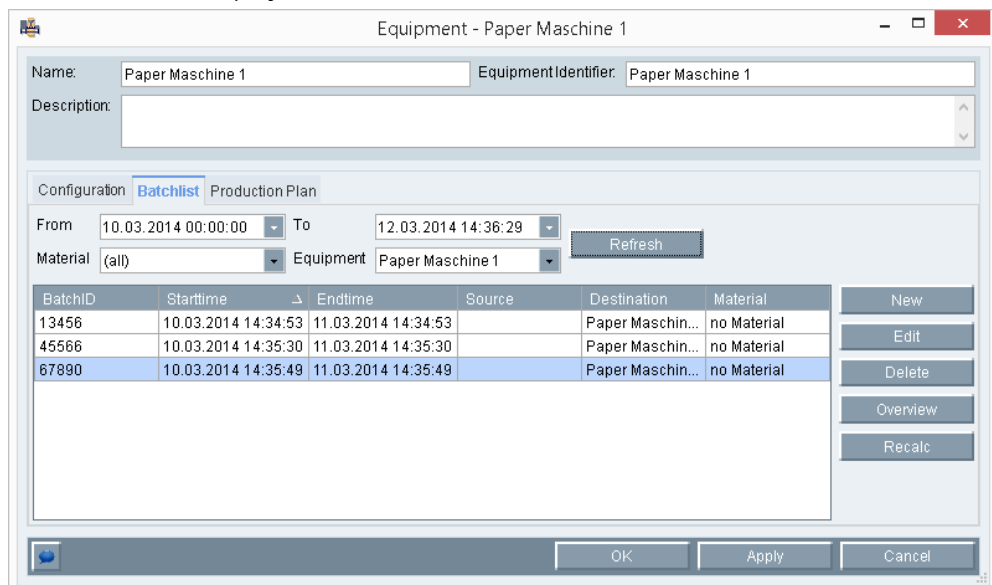 Equipment - Paper Maschine 1
Name: Paper Maschine 1 Equipment Identifier: Paper Maschine 1
Description:
Configuration Batchlist Production Plan
From 10.03.2014 00:00:00 To 12.03.2014 14:36:29 Refresh
Material (all) Equipment Paper Maschine 1
BatchID Starttime Endtime Source Destination Material New
13456 10.03.2014 14:34:53 11.03.2014 14:34:53 Paper Maschin... no Material
45566 10.03.2014 14:35:30 11.03.2014 14:35:30 Paper Maschin... no Material Edit
67890 10.03.2014 14:35:49 11.03.2014 14:35:49 Paper Maschin... no Material Delete
Overview
Recalc
OK Apply Cancel